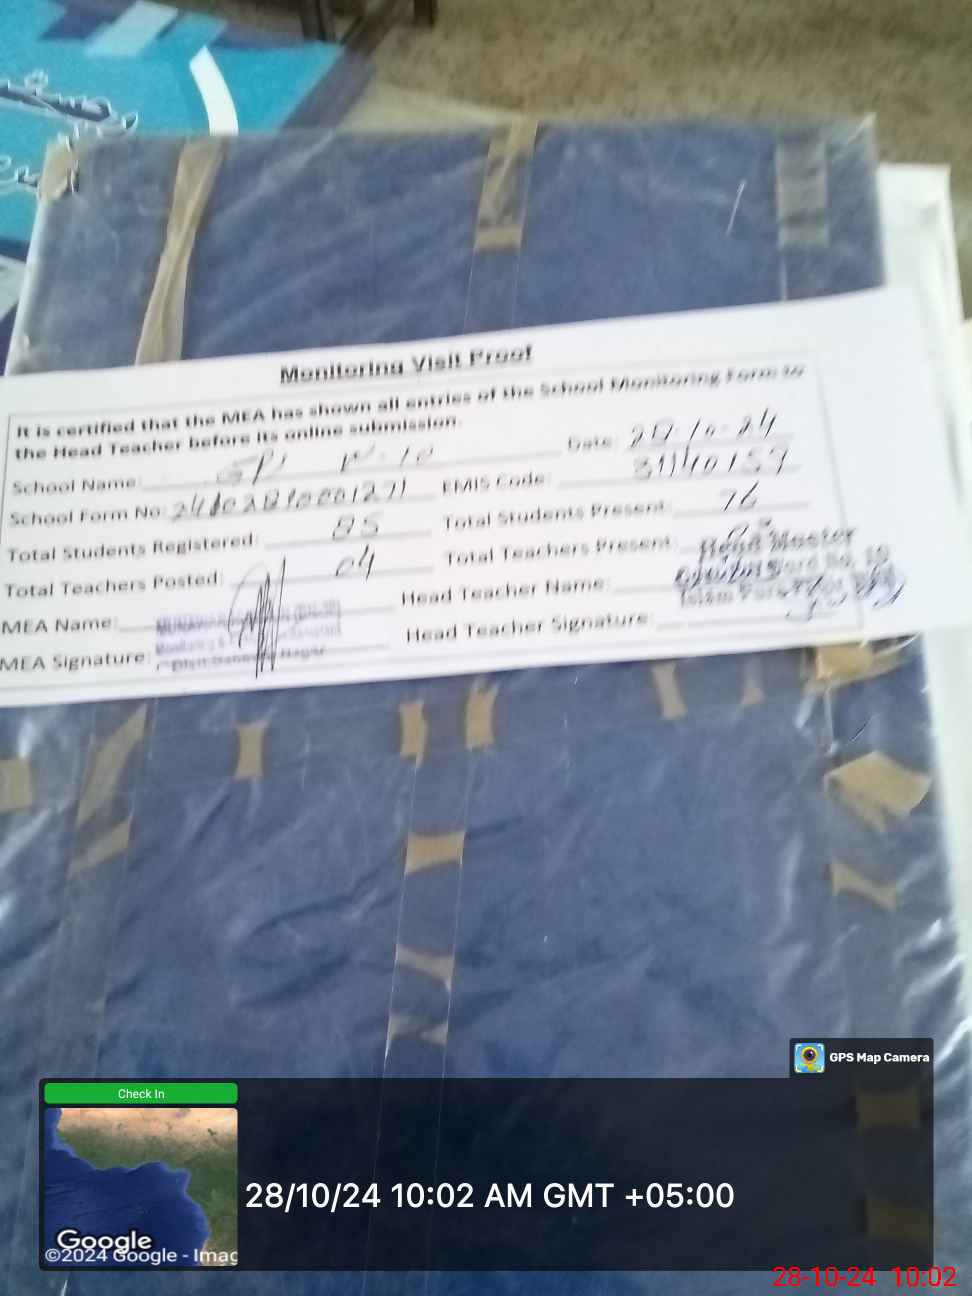 Monitoring Visit Proof
It is certified that the MEA has shown all entries of the School Monitoring Form to
the Head Teacher before its online submission.
School Name: GPS W-10 Date: 28-10-24
School Form No: EMIS Code: 31140157
Total Students Registered: 85 Total Students Present: 76
Total Teachers Posted: 04 Total Teachers Present: 03
MEA Name: Head Teacher Name: Head Master
MEA Signature: Head Teacher Signature:
GPS Map Camera
Check In
28/10/24 10:02 AM GMT +05:00
Google
©2024 Google - Imag
28-10-24 10:02